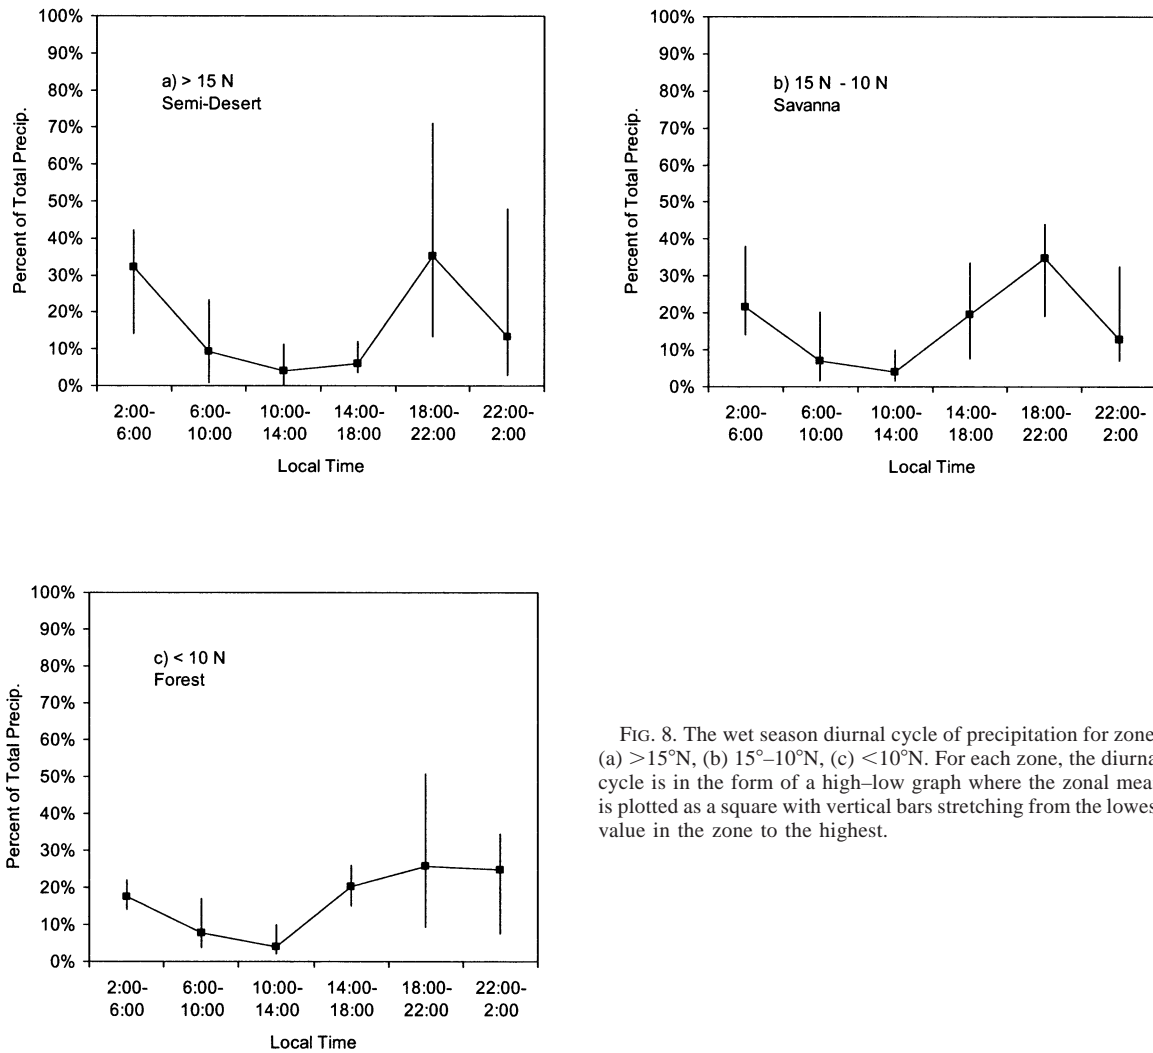 100%
90%
80%
70%
60%
50%
40%
30%
20%
10%
0%
Percent of Total Precip.
a) > 15 N
Semi-Desert
2:00- 6:00- 10:00- 14:00- 18:00- 22:00-
6:00 10:00 14:00 18:00 22:00 2:00
Local Time
100%
90%
80%
70%
60%
50%
40%
30%
20%
10%
0%
Percent of Total Precip.
b) 15 N - 10 N
Savanna
2:00- 6:00- 10:00- 14:00- 18:00- 22:00-
6:00 10:00 14:00 18:00 22:00 2:00
Local Time
100%
90%
80%
70%
60%
50%
40%
30%
20%
10%
0%
Percent of Total Precip.
c) < 10 N
Forest
2:00- 6:00- 10:00- 14:00- 18:00- 22:00-
6:00 10:00 14:00 18:00 22:00 2:00
Local Time
FIG. 8. The wet season diurnal cycle of precipitation for zone
(a) >15°N, (b) 15°–10°N, (c) <10°N. For each zone, the diurna
cycle is in the form of a high–low graph where the zonal mea
is plotted as a square with vertical bars stretching from the lowes
value in the zone to the highest.